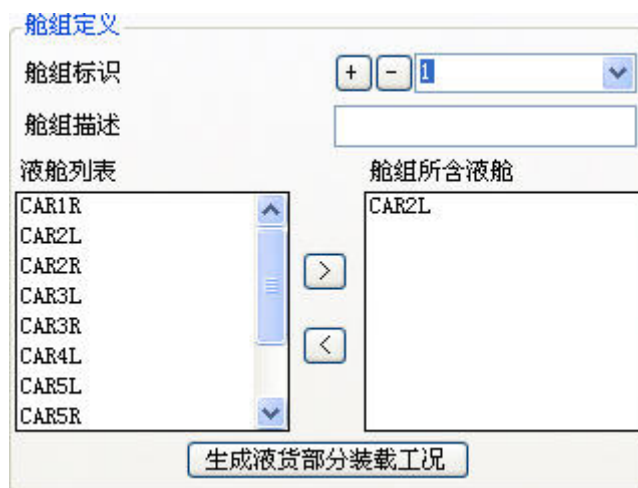 舱组定义
舱组标识 + - 1
舱组描述
液舱列表 舱组所含液舱
CAR1R CAR2L
CAR2L
CAR2R
CAR3L
CAR3R
CAR4L
CAR5L
CAR5R
>
<
生成液货部分装载工况